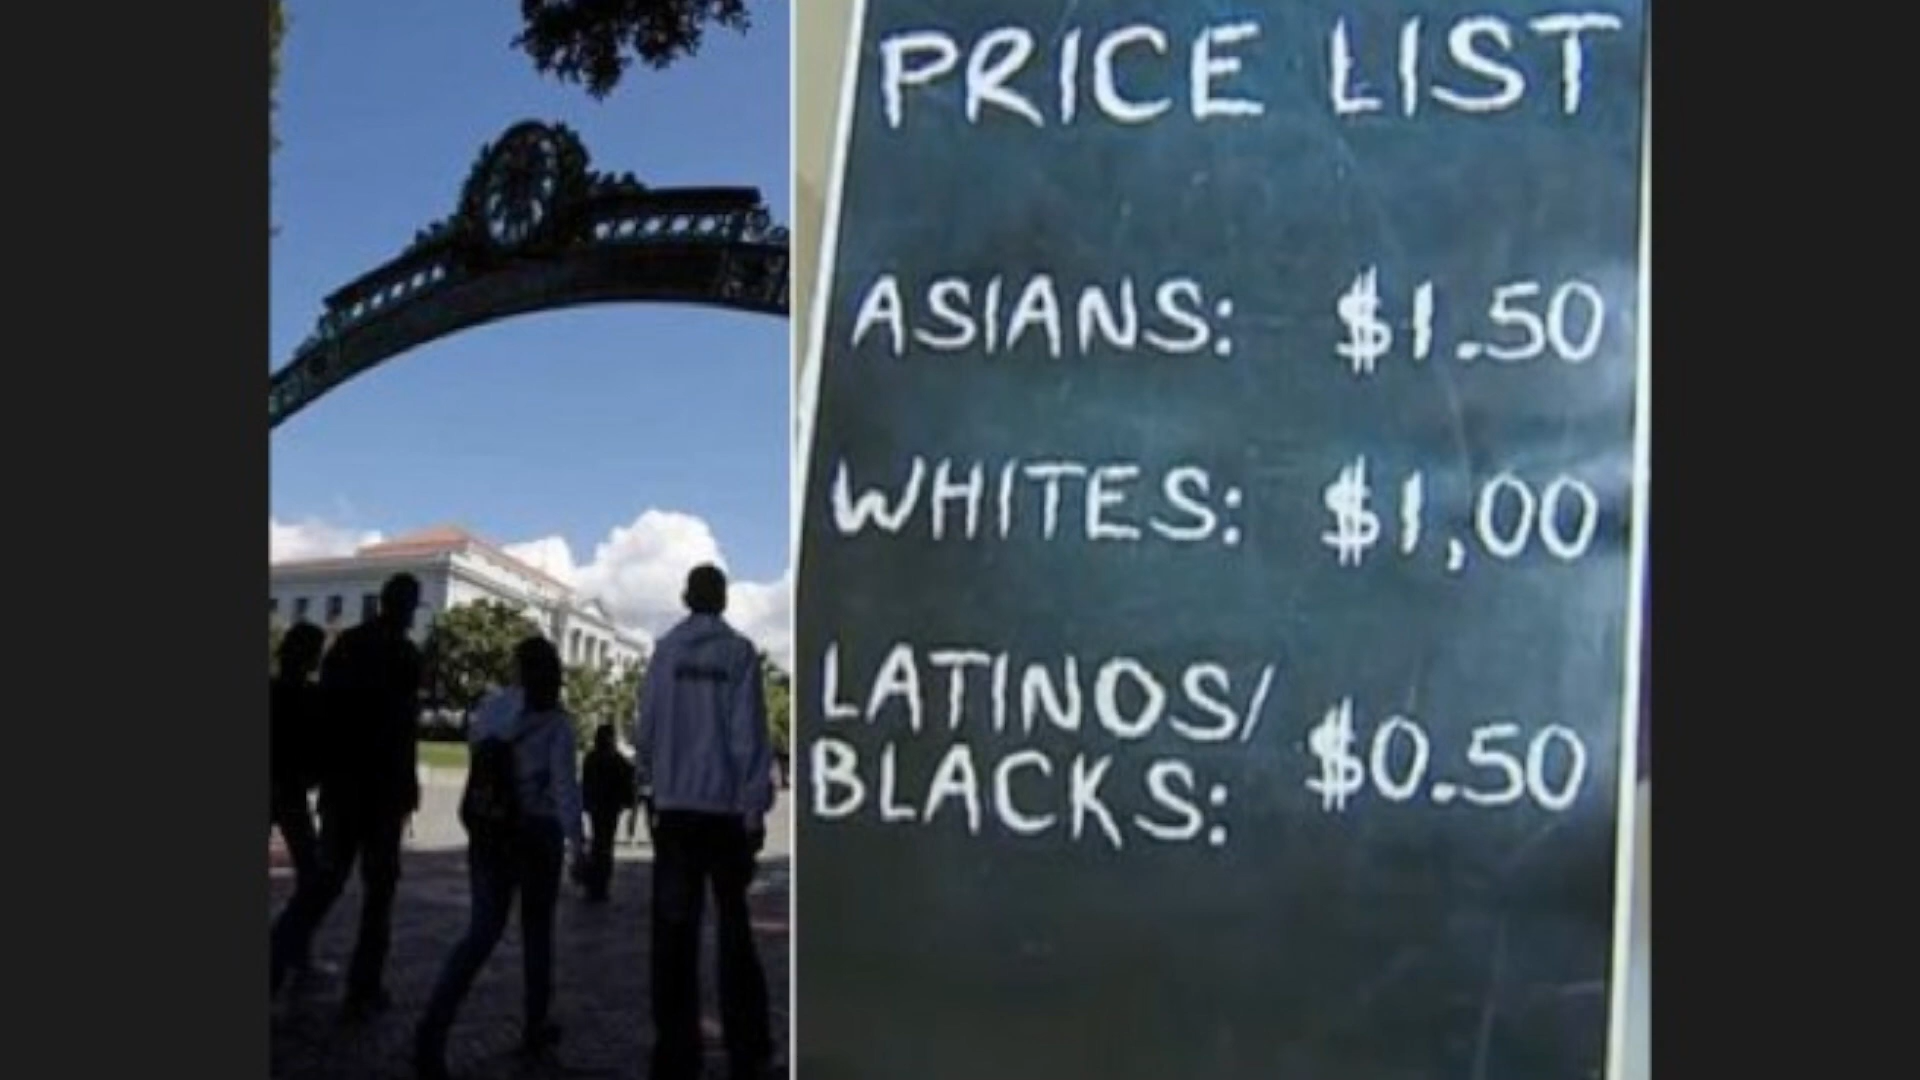 PRICE LIST
ASIANS: $1.50
WHITES: $1,00
LATINOS/
BLACKS: $0.50